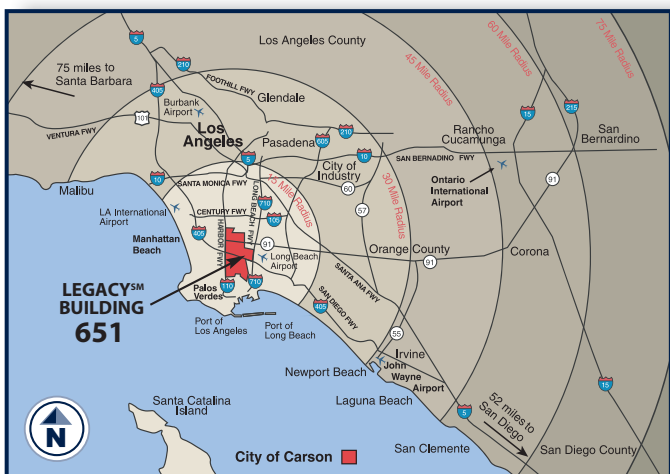 Los Angeles County
75 miles to
Santa Barbara
5
210
FOOTHILL FWY
45 Mile Radius
60 Mile Radius
75 Mile Radius
405
Glendale
Burbank
Airport
101
VENTURA FWY
Los
Angeles
Pasadena
605
210
15
215
Rancho
Cucamunga
San
Bernardino
5
10
SAN BERNARDINO FWY
City of
Industry
Ontario
International
Airport
Malibu
10
SANTA MONICA FWY
LONG BEACH FWY
15 Mile Radius
60
30 Mile Radius
91
LA International
Airport
CENTURY FWY
710
105
57
Manhattan
Beach
405
HARBOR FWY
91
Long Beach
Airport
Orange County
91
Corona
LEGACY℠
BUILDING
651
Palos
Verdes
110
710
SANTA ANA FWY
SAN DIEGO FWY
405
Port of
Los Angeles
Port of
Long Beach
55
Irvine
John
Wayne
Airport
Newport Beach
Laguna Beach
15
Santa Catalina
Island
5
52 miles to
San Diego
N
San Clemente
San Diego County
City of Carson